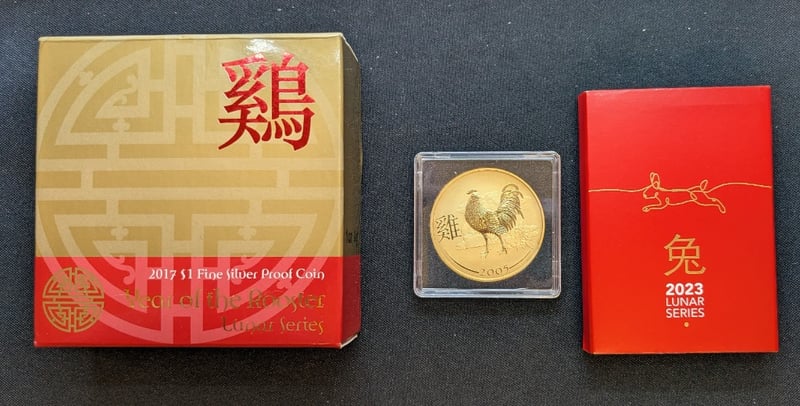 鷄
2017 $1 Fine Silver Proof Coin
Year of the Rooster
Lunar Series
雞
2005
兔
2023
LUNAR
SERIES